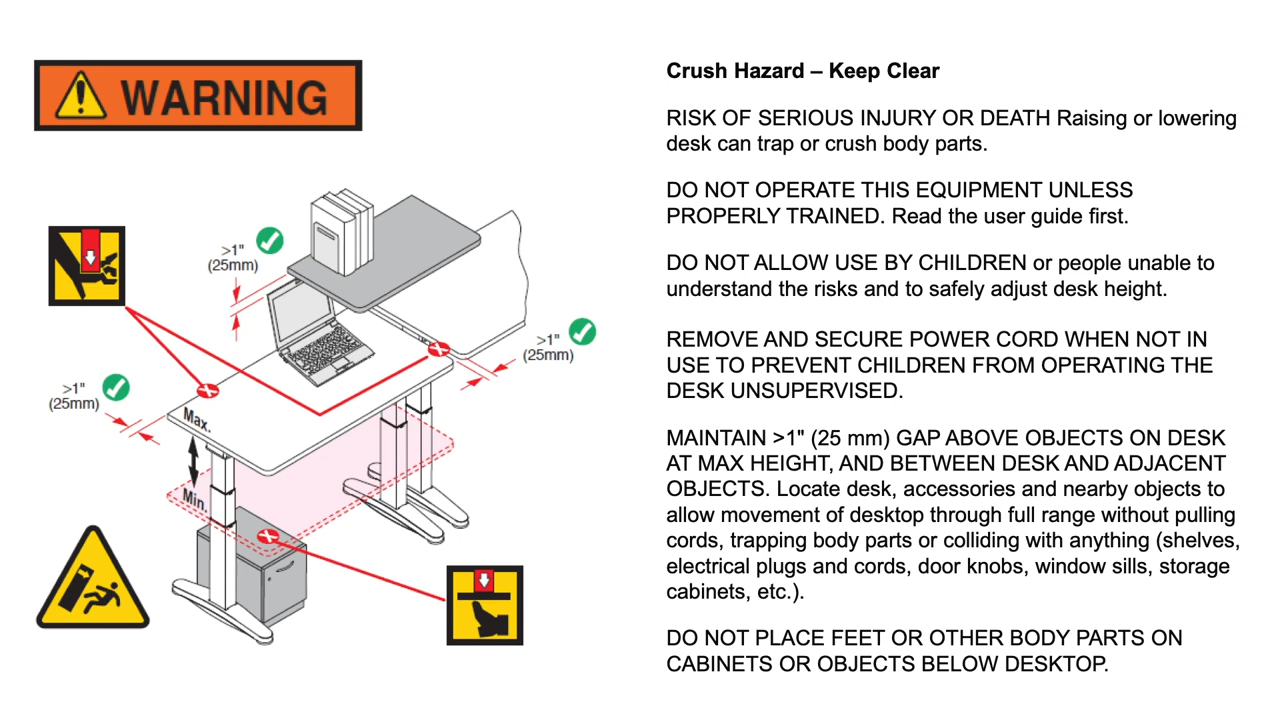 WARNING
>1"
(25mm)
>1"
(25mm)
>1"
(25mm)
Max.
Min.
Crush Hazard – Keep Clear
RISK OF SERIOUS INJURY OR DEATH Raising or lowering
desk can trap or crush body parts.
DO NOT OPERATE THIS EQUIPMENT UNLESS
PROPERLY TRAINED. Read the user guide first.
DO NOT ALLOW USE BY CHILDREN or people unable to
understand the risks and to safely adjust desk height.
REMOVE AND SECURE POWER CORD WHEN NOT IN
USE TO PREVENT CHILDREN FROM OPERATING THE
DESK UNSUPERVISED.
MAINTAIN >1" (25 mm) GAP ABOVE OBJECTS ON DESK
AT MAX HEIGHT, AND BETWEEN DESK AND ADJACENT
OBJECTS. Locate desk, accessories and nearby objects to
allow movement of desktop through full range without pulling
cords, trapping body parts or colliding with anything (shelves,
electrical plugs and cords, door knobs, window sills, storage
cabinets, etc.).
DO NOT PLACE FEET OR OTHER BODY PARTS ON
CABINETS OR OBJECTS BELOW DESKTOP.